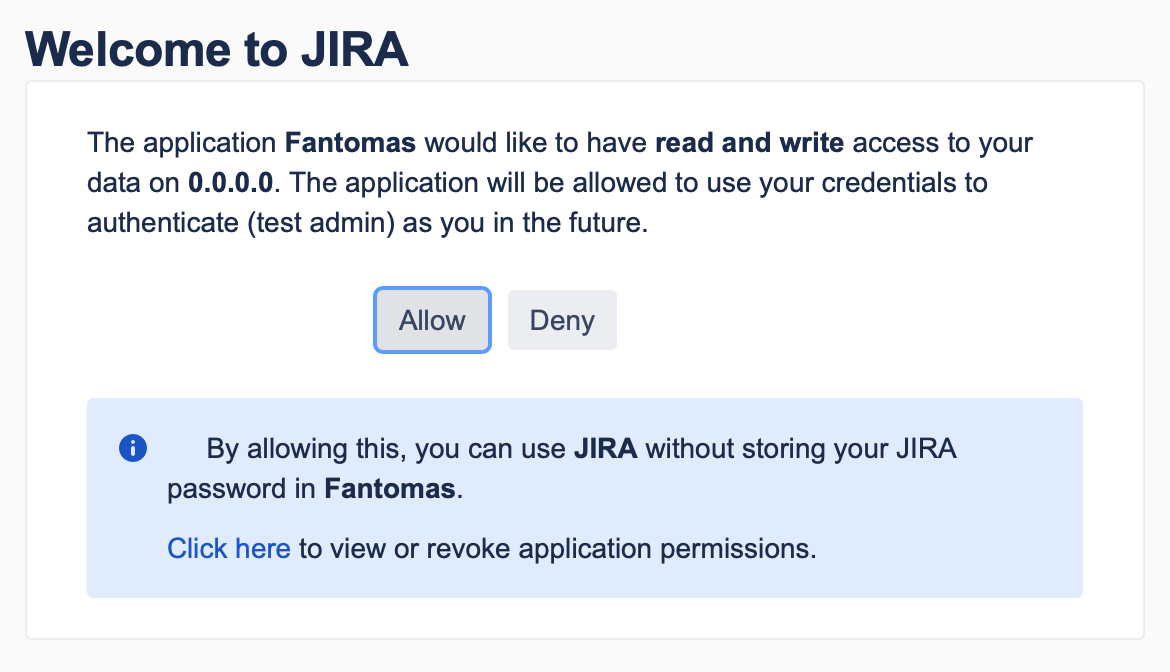 Welcome to JIRA
The application Fantomas would like to have read and write access to your
data on 0.0.0.0. The application will be allowed to use your credentials to
authenticate (test admin) as you in the future.
Allow Deny
By allowing this, you can use JIRA without storing your JIRA
password in Fantomas.
Click here to view or revoke application permissions.